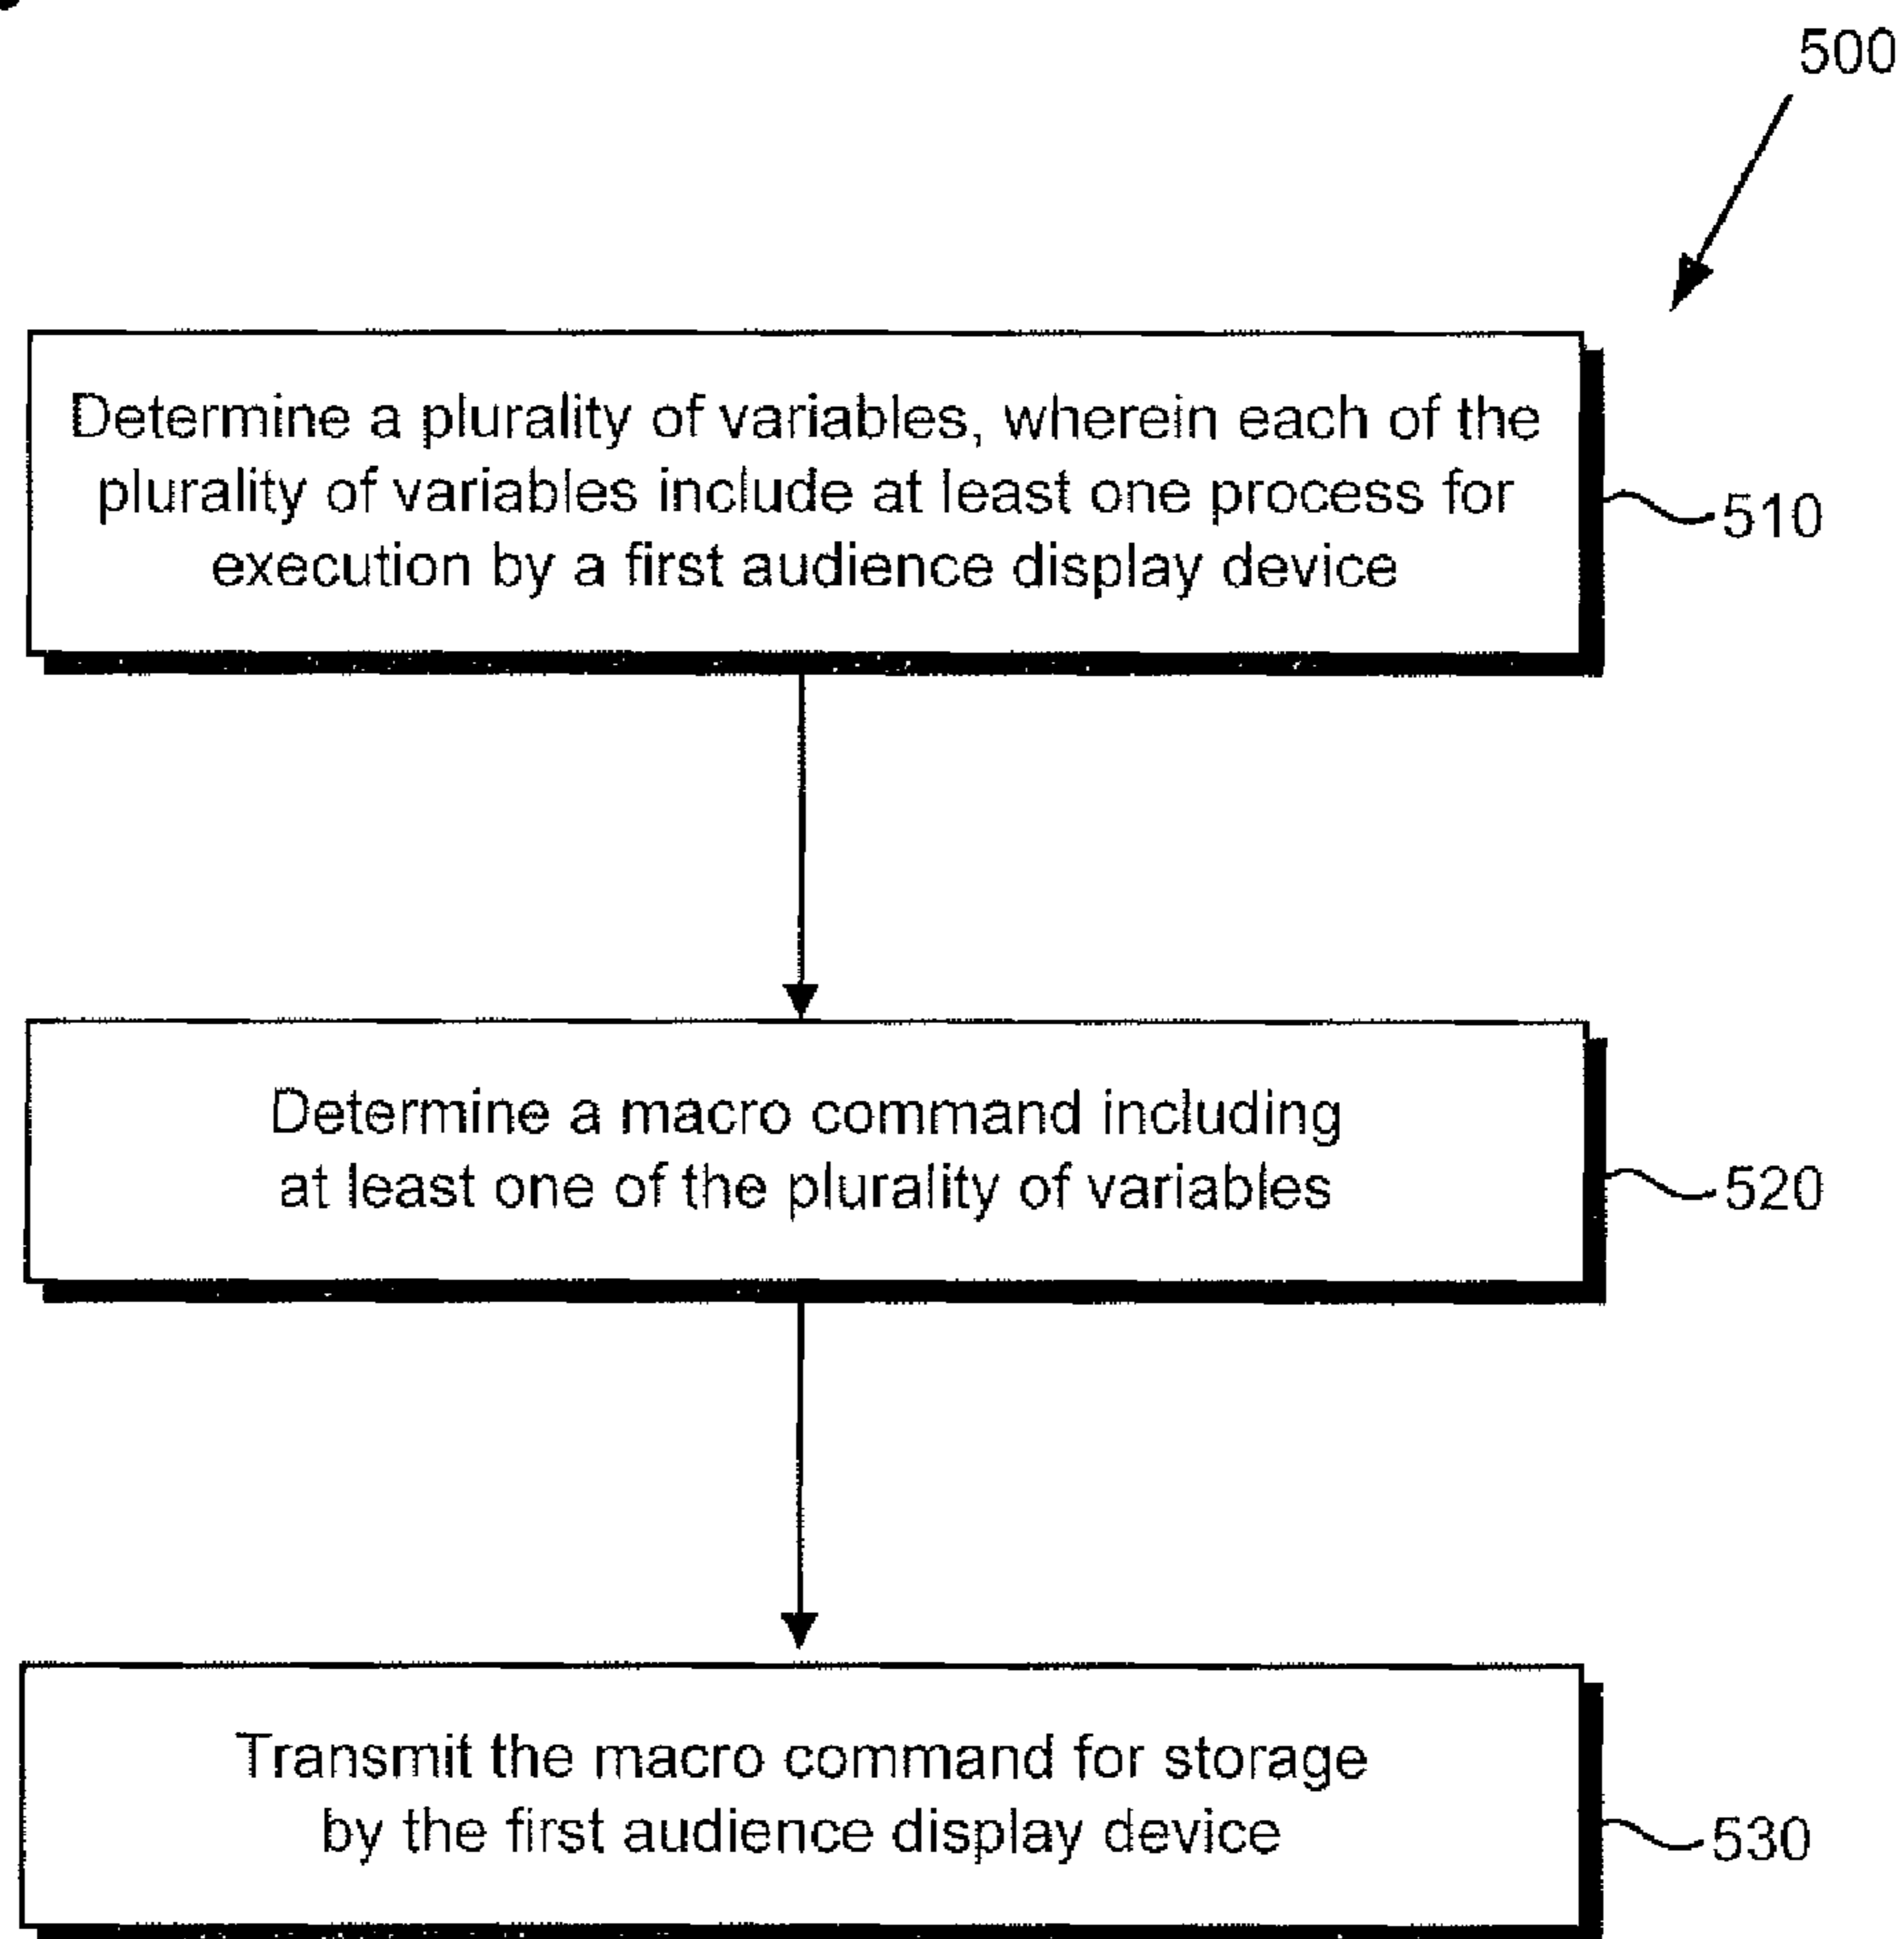 500
Determine a plurality of variables, wherein each of the
plurality of variables include at least one process for
execution by a first audience display device
510
Determine a macro command including
at least one of the plurality of variables
520
Transmit the macro command for storage
by the first audience display device
530